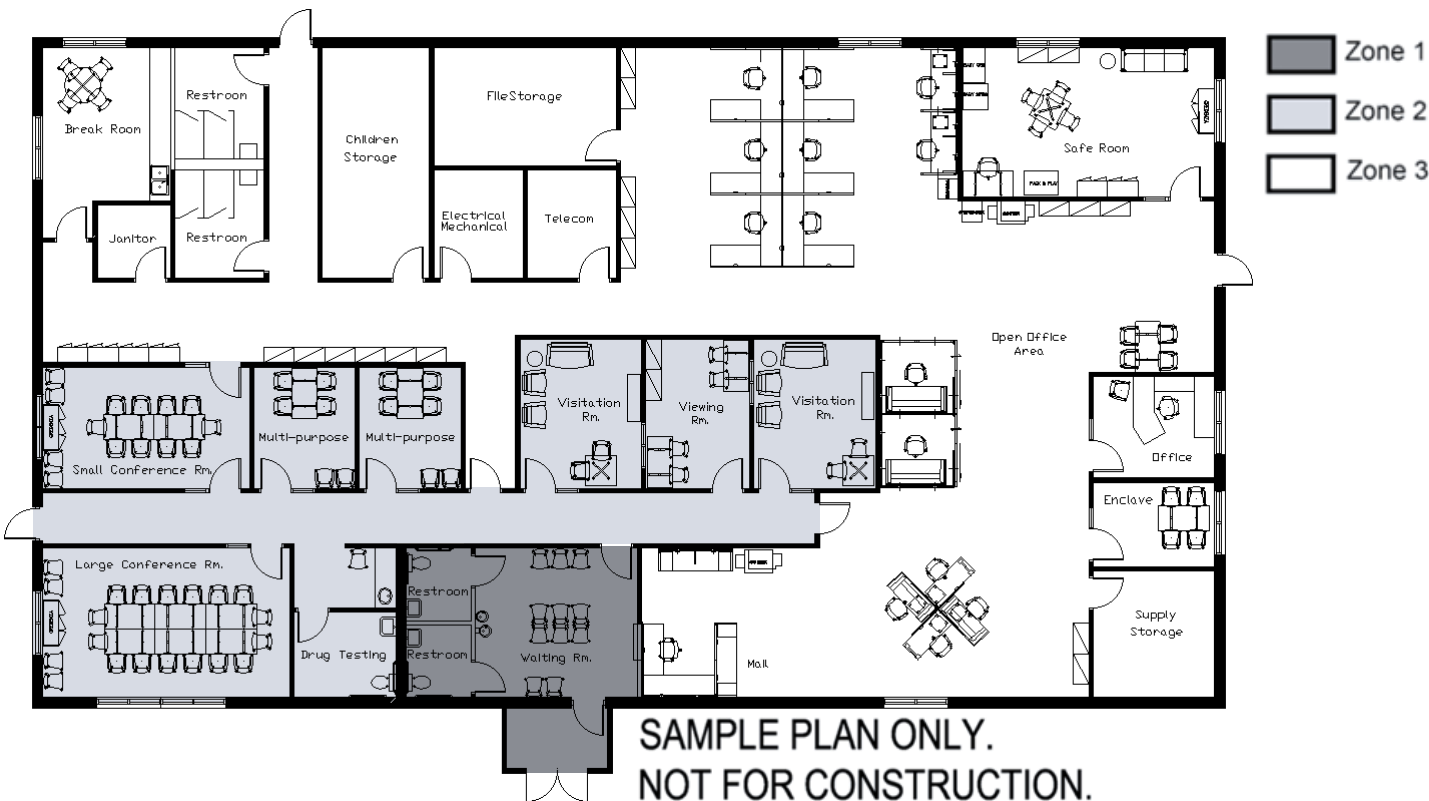 Zone 1
Zone 2
Zone 3
Restroom
FileStorage
Break Room
Children
Storage
Safe Room
Restroom
Janitor
Electrical
Mechanical
Telecom
Open Office
Area
Visitation
Rm.
Viewing
Rm.
Visitation
Rm.
Multi-purpose
Multi-purpose
Small Conference Rm.
Office
Enclave
Large Conference Rm.
Restroom
Restroom
Drug Testing
Waiting Rm.
Mail
Supply
Storage
SAMPLE PLAN ONLY.
NOT FOR CONSTRUCTION.